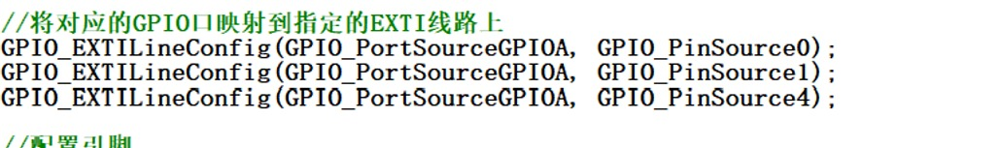 //将对应的GPIO口映射到指定的EXTI线路上
GPIO_EXTILineConfig(GPIO_PortSourceGPIOA, GPIO_PinSource0);
GPIO_EXTILineConfig(GPIO_PortSourceGPIOA, GPIO_PinSource1);
GPIO_EXTILineConfig(GPIO_PortSourceGPIOA, GPIO_PinSource4);
//配置引脚